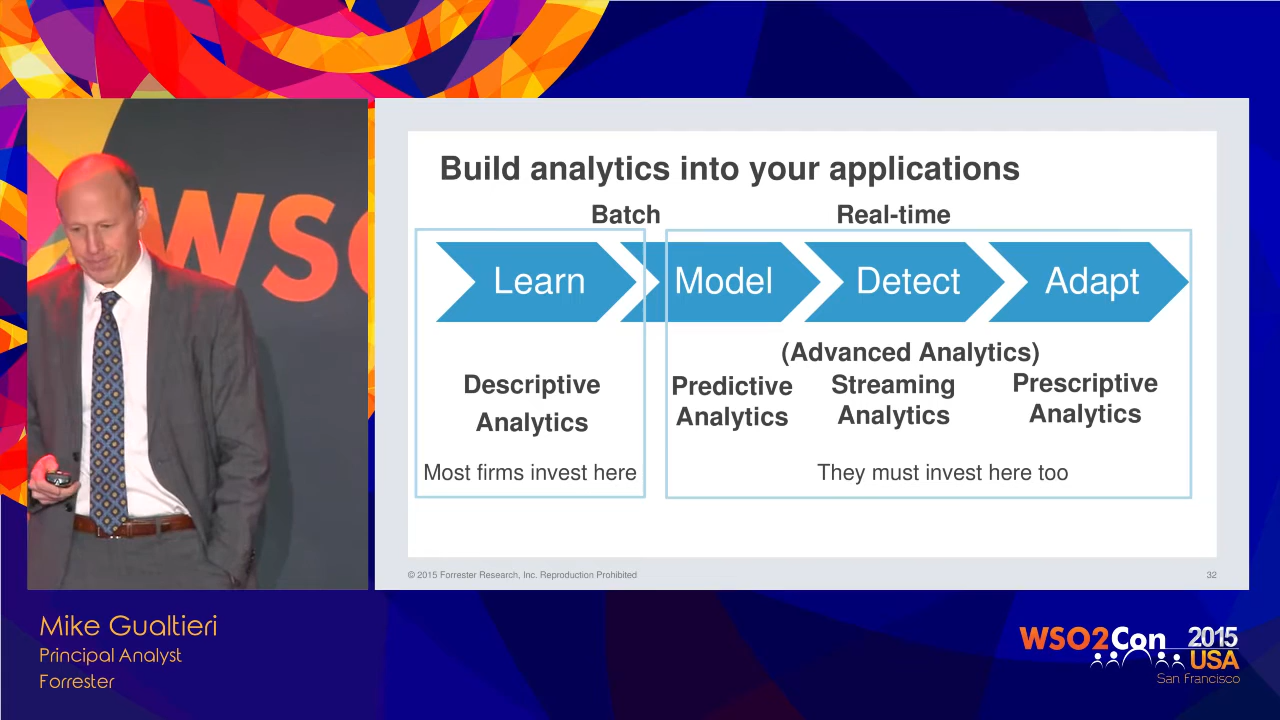 WSO
Build analytics into your applications
Batch
Real-time
Learn
Model
Detect
Adapt
(Advanced Analytics)
Descriptive
Analytics
Predictive
Analytics
Streaming
Analytics
Prescriptive
Analytics
Most firms invest here
They must invest here too
© 2015 Forrester Research, Inc. Reproduction Prohibited
32
Mike Gualtieri
Principal Analyst
Forrester
WSO2Con 2015
USA
San Francisco